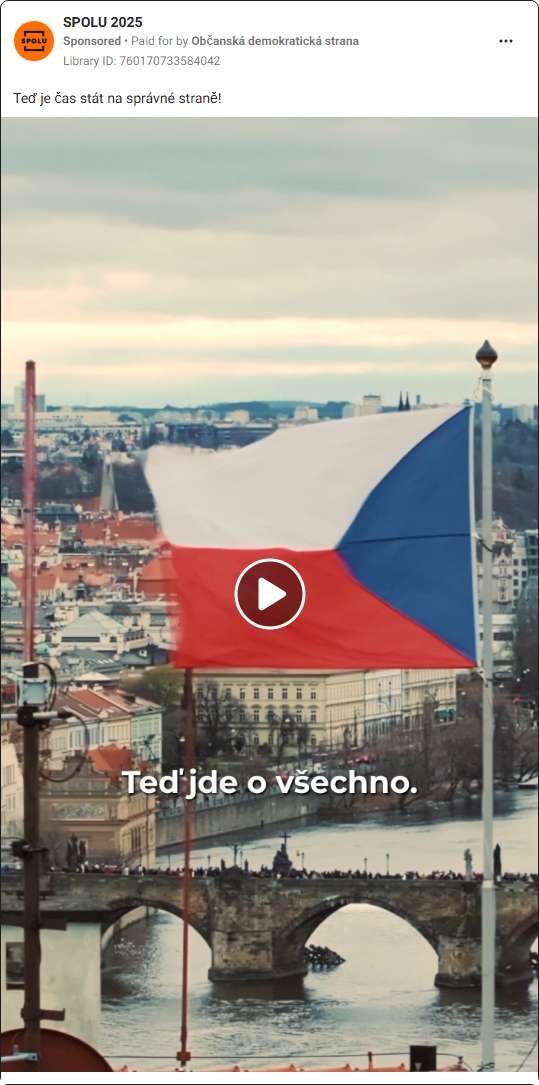 SPOLU 2025
Sponsored • Paid for by Občanská demokratická strana
Library ID: 760170733584042
SPOLU
Teď je čas stát na správné straně!
Teď jde o všechno.